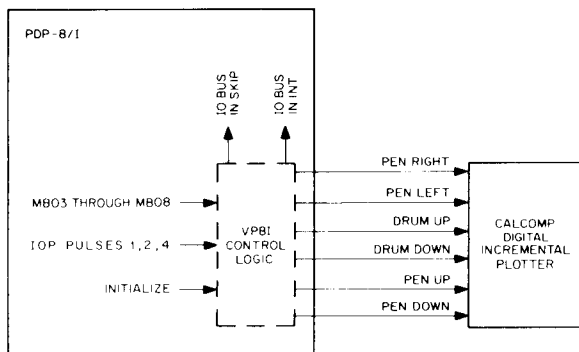 PDP-8/I
IO BUS
IN SKIP
IO BUS
IN INT
PEN RIGHT
MB03 THROUGH MB08
PEN LEFT
VP8I
CONTROL
LOGIC
DRUM UP
CALCOMP
DIGITAL
INCREMENTAL
PLOTTER
IOP PULSES 1,2,4
DRUM DOWN
INITIALIZE
PEN UP
PEN DOWN